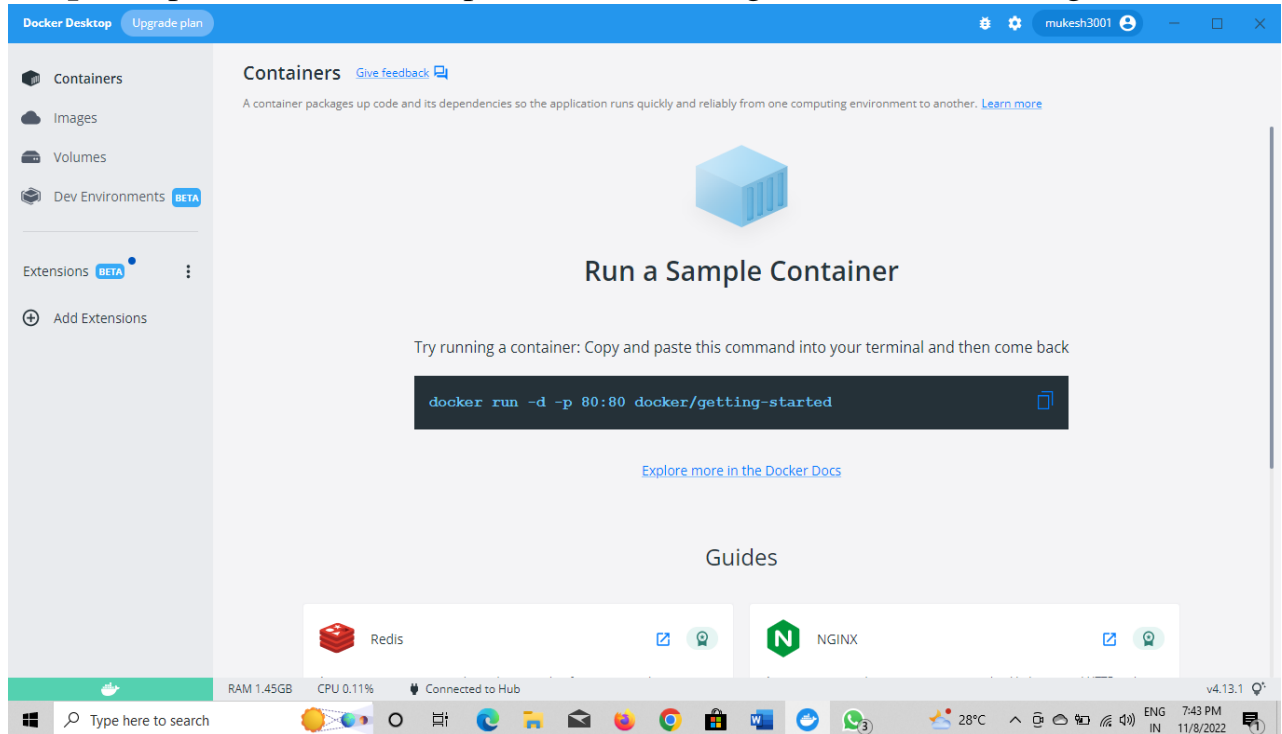 Docker Desktop Upgrade plan mukesh3001
Containers
Images
Volumes
Dev Environments BETA
Extensions BETA
Add Extensions
Containers Give feedback
A container packages up code and its dependencies so the application runs quickly and reliably from one computing environment to another. Learn more
Run a Sample Container
Try running a container: Copy and paste this command into your terminal and then come back
docker run -d -p 80:80 docker/getting-started
Explore more in the Docker Docs
Guides
Redis
NGINX
RAM 1.45GB CPU 0.11% Connected to Hub v4.13.1
Type here to search 3 28°C ENG 7:43 PM
IN 11/8/2022 1